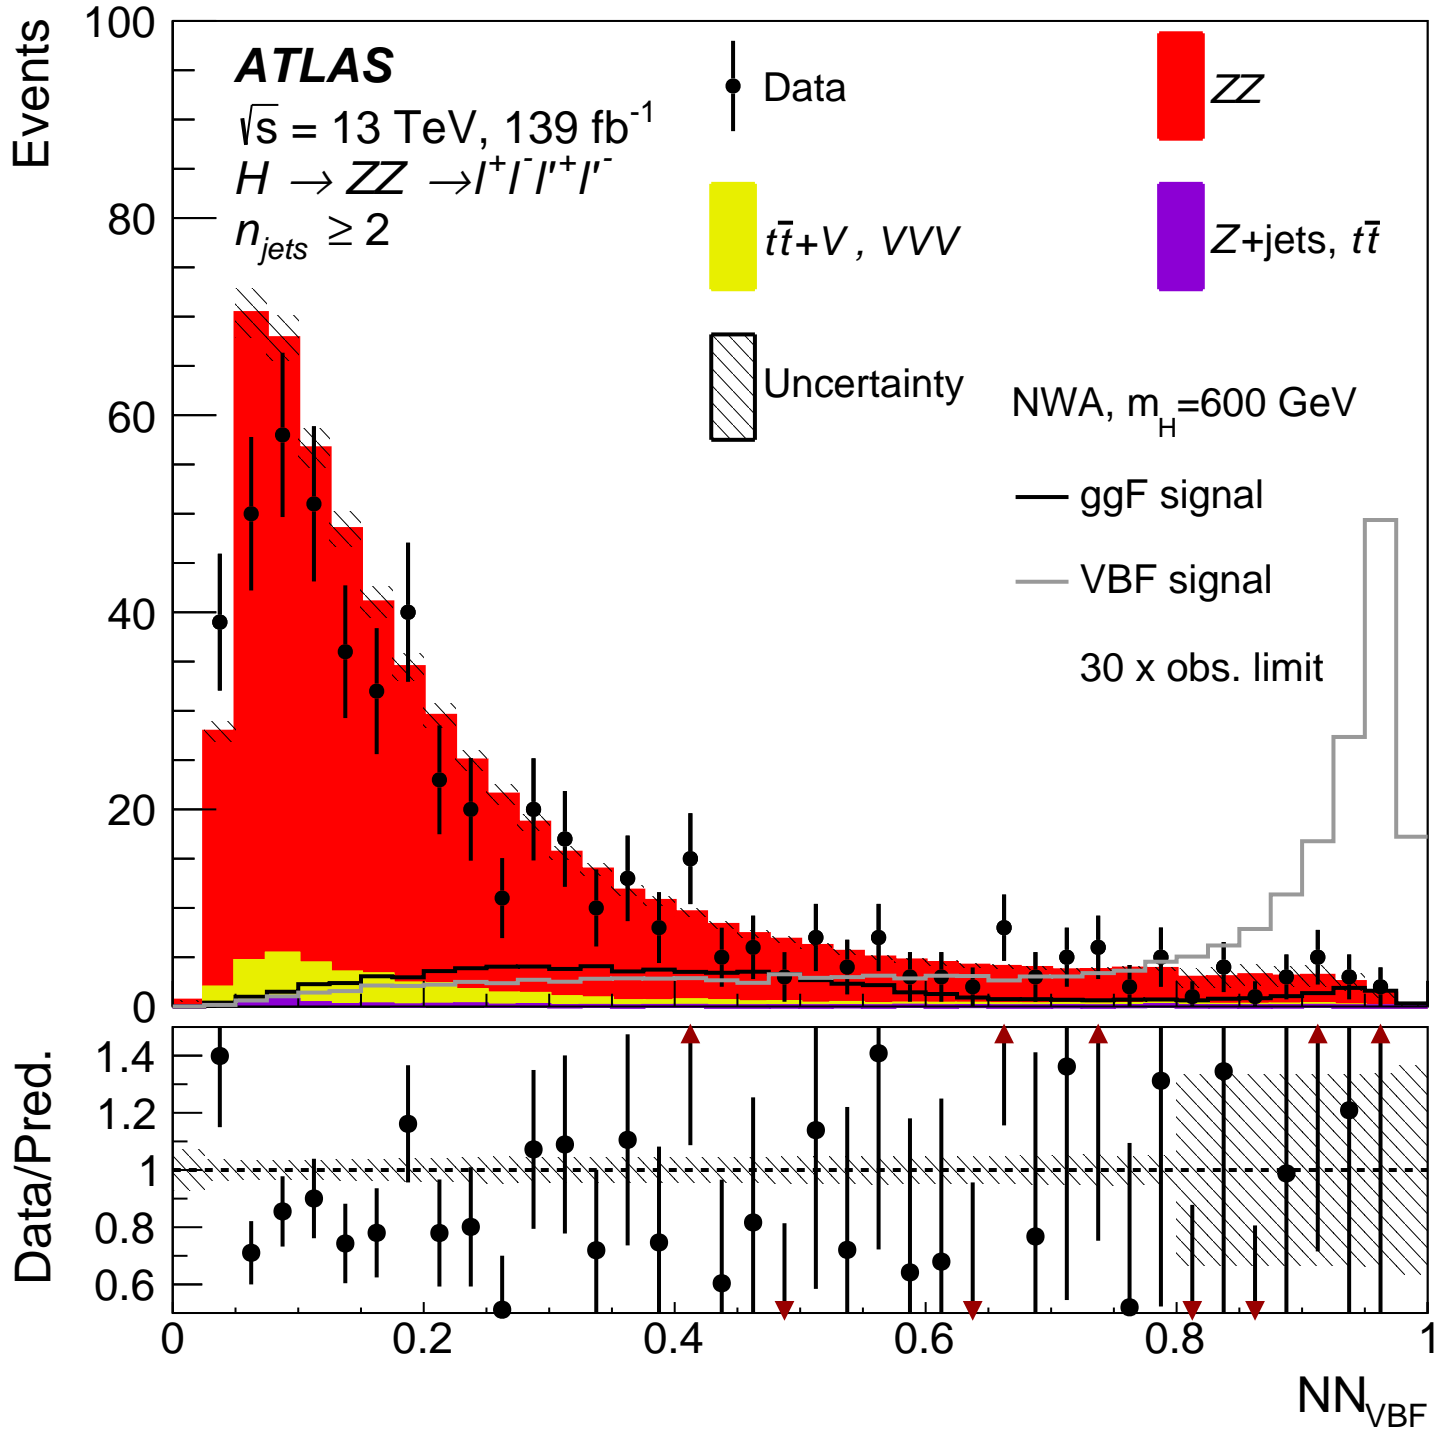 Events
100
80
60
40
20
0
ATLAS
√s = 13 TeV, 139 fb⁻¹
H → ZZ → l⁺l⁻l′⁺l′⁻
n_jets ≥ 2
Data
ZZ
tt̄+V , VVV
Z+jets, tt̄
Uncertainty
NWA, m_H=600 GeV
ggF signal
VBF signal
30 x obs. limit
Data/Pred.
1.4
1.2
1
0.8
0.6
0 0.2 0.4 0.6 0.8 1
NN_VBF